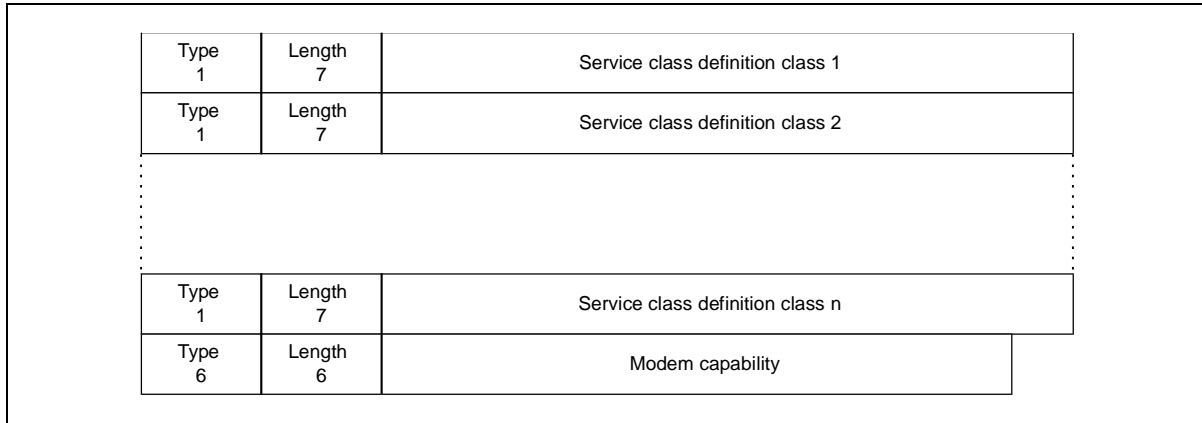 Type Length
1 7 Service class definition class 1
Type Length
1 7 Service class definition class 2
Type Length
1 7 Service class definition class n
Type Length
6 6 Modem capability